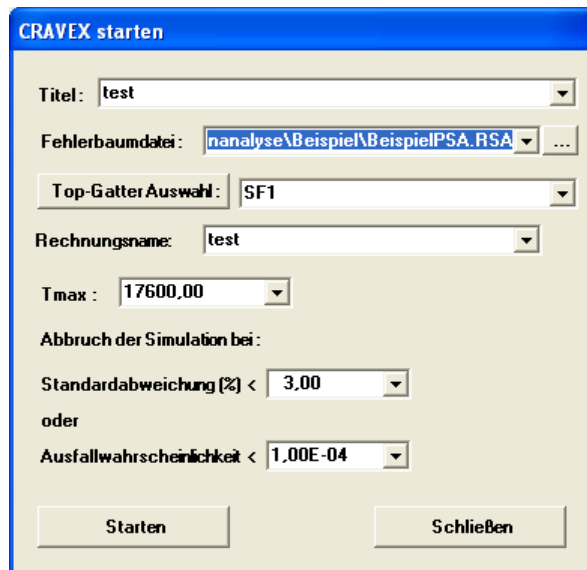 CRAVEX starten
Titel: test
Fehlerbaumdatei: nanalyse\Beispiel\BeispielPSA.RSA ...
Top-Gatter Auswahl: SF1
Rechnungsname: test
Tmax : 17600,00
Abbruch der Simulation bei:
Standardabweichung (%) < 3,00
oder
Ausfallwahrscheinlichkeit < 1,00E-04
Starten Schließen